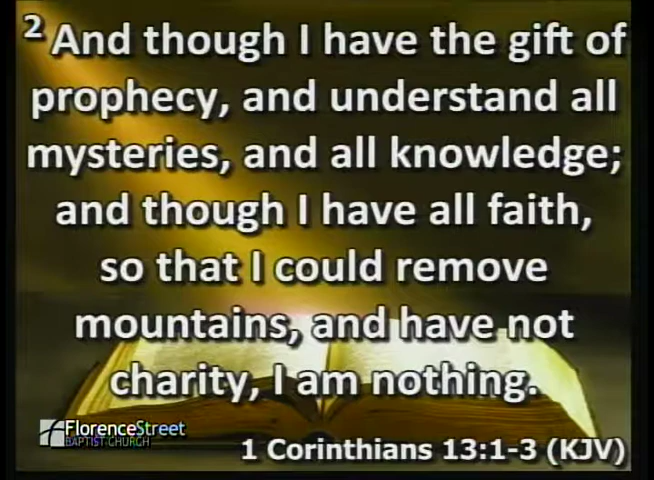 2 And though I have the gift of
prophecy, and understand all
mysteries, and all knowledge;
and though I have all faith,
so that I could remove
mountains, and have not
charity, I am nothing.
FlorenceStreet
BAPTIST CHURCH
1 Corinthians 13:1-3 (KJV)